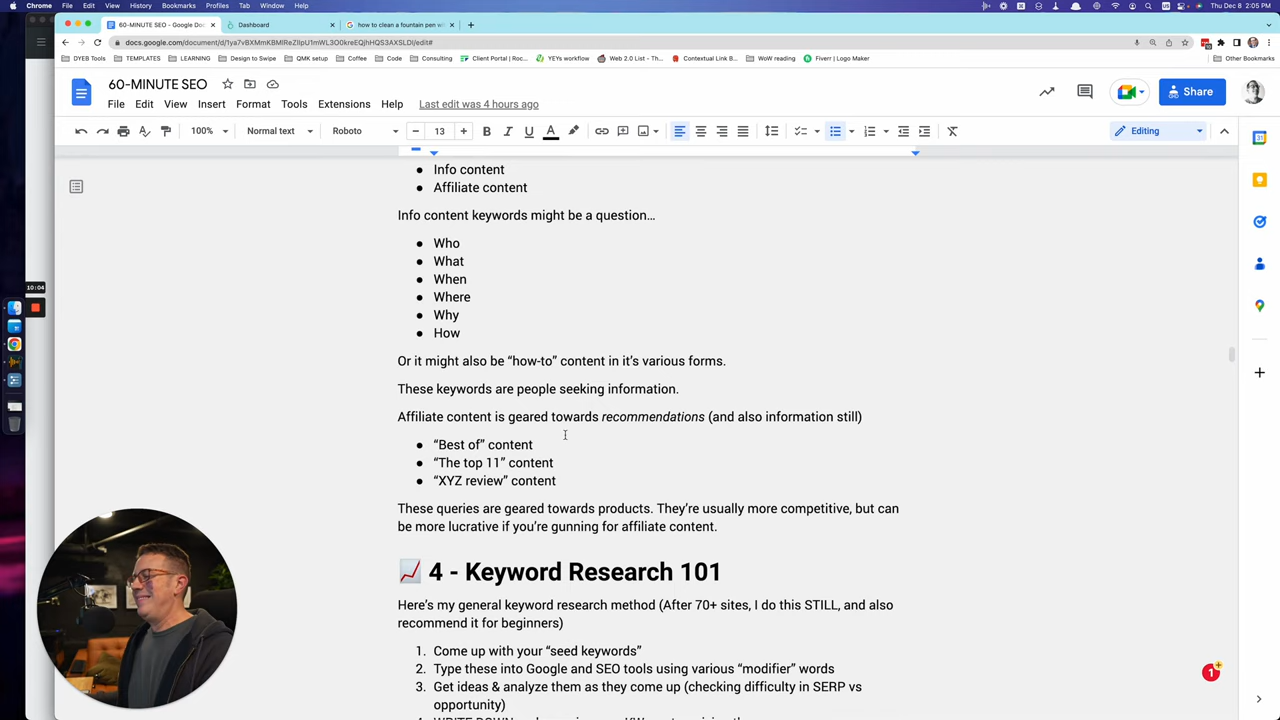 Chrome File Edit View History Bookmarks Profiles Tab Window Help
Thu Dec 8 2:05 PM
60-MINUTE SEO - Google Doc
Dashboard
how to clean a fountain pen wi
docs.google.com/document/d/
DYEB Tools
TEMPLATES
LEARNING
Design to Swipe
QMK setup
Coffee
Code
Consulting
Client Portal | Roc...
YEYs workflow
Web 2.0 List - Th...
Contextual Link B...
WoW reading
Fiverr | Logo Maker
Other Bookmarks
60-MINUTE SEO
File Edit View Insert Format Tools Extensions Help
Last edit was 4 hours ago
Share
100%
Normal text
Roboto
13
Editing
Info content
Affiliate content
Info content keywords might be a question…
Who
What
When
Where
Why
How
Or it might also be “how-to” content in it’s various forms.
These keywords are people seeking information.
Affiliate content is geared towards recommendations (and also information still)
“Best of” content
“The top 11” content
“XYZ review” content
These queries are geared towards products. They’re usually more competitive, but can
be more lucrative if you’re gunning for affiliate content.
4 - Keyword Research 101
Here’s my general keyword research method (After 70+ sites, I do this STILL, and also
recommend it for beginners)
1. Come up with your “seed keywords”
2. Type these into Google and SEO tools using various “modifier” words
3. Get ideas & analyze them as they come up (checking difficulty in SERP vs
opportunity)
10:04
1